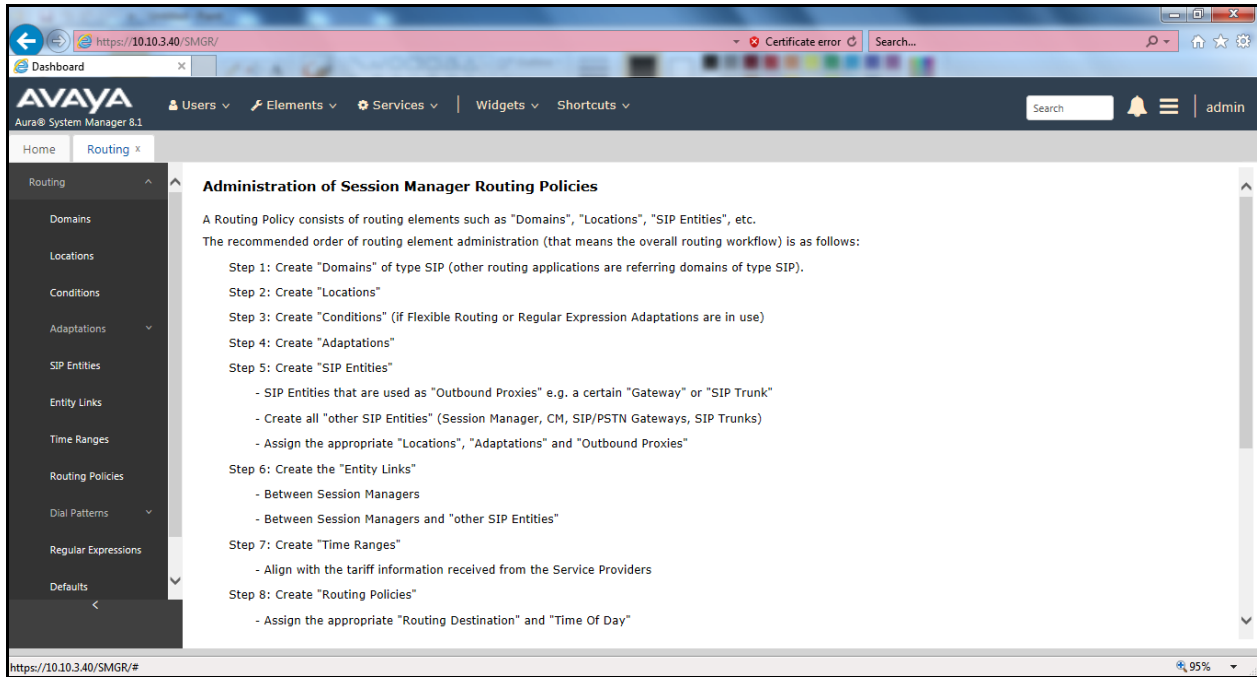 https://10.10.3.40/SMGR/
Certificate error
Search...
Dashboard
AVAYA
Aura® System Manager 8.1
Users
Elements
Services
Widgets
Shortcuts
Search
admin
Home
Routing x
Routing
Domains
Locations
Conditions
Adaptations
SIP Entities
Entity Links
Time Ranges
Routing Policies
Dial Patterns
Regular Expressions
Defaults
Administration of Session Manager Routing Policies
A Routing Policy consists of routing elements such as "Domains", "Locations", "SIP Entities", etc.
The recommended order of routing element administration (that means the overall routing workflow) is as follows:
Step 1: Create "Domains" of type SIP (other routing applications are referring domains of type SIP).
Step 2: Create "Locations"
Step 3: Create "Conditions" (if Flexible Routing or Regular Expression Adaptations are in use)
Step 4: Create "Adaptations"
Step 5: Create "SIP Entities"
- SIP Entities that are used as "Outbound Proxies" e.g. a certain "Gateway" or "SIP Trunk"
- Create all "other SIP Entities" (Session Manager, CM, SIP/PSTN Gateways, SIP Trunks)
- Assign the appropriate "Locations", "Adaptations" and "Outbound Proxies"
Step 6: Create the "Entity Links"
- Between Session Managers
- Between Session Managers and "other SIP Entities"
Step 7: Create "Time Ranges"
- Align with the tariff information received from the Service Providers
Step 8: Create "Routing Policies"
- Assign the appropriate "Routing Destination" and "Time Of Day"
https://10.10.3.40/SMGR/#
95%